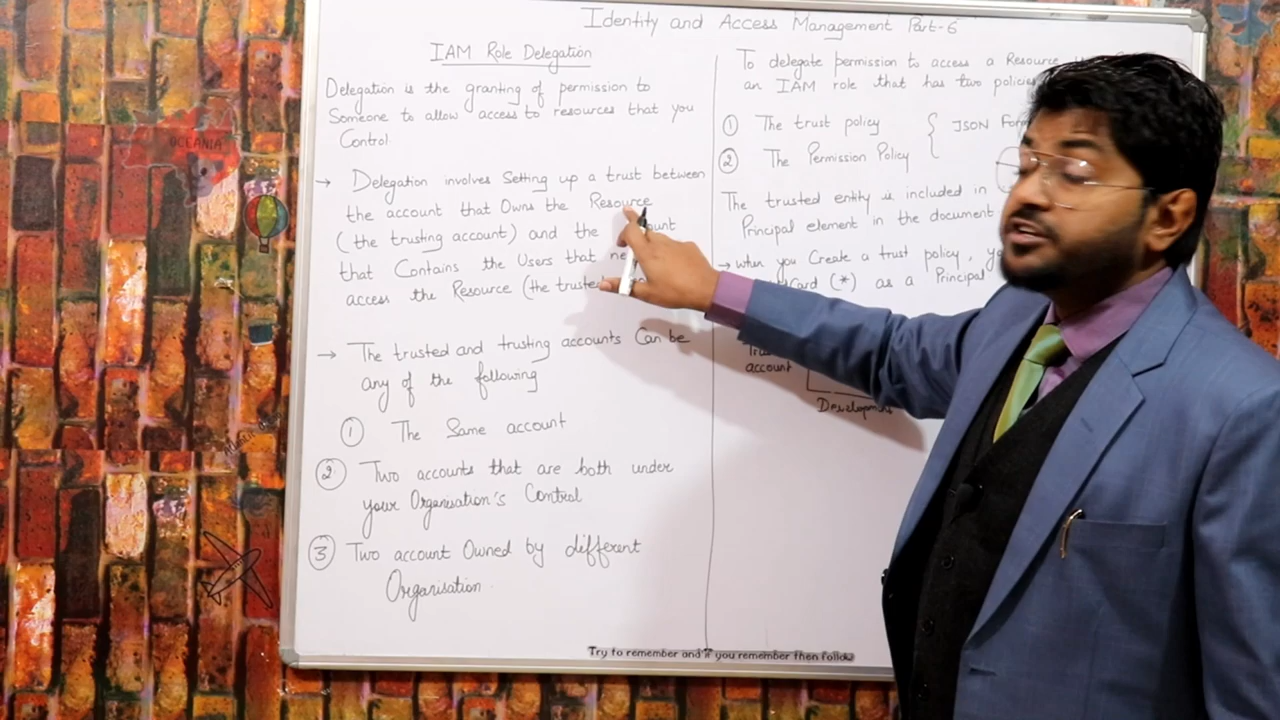 Identity and Access Management Part-6
IAM Role Delegation
Delegation is the granting of permission to
Someone to allow access to resources that you
Control
→ Delegation involves Setting up a trust between
the account that Owns the Resource
(the trusting account) and the
that Contains the Users that
access the Resource (the
→ The trusted and trusting accounts Can be
any of the following
① The Same account
② Two accounts that are both under
your Organisation's Control
③ Two account Owned by different
Organisation.
To delegate permission to access a Resource
an IAM role that has two policies
① The trust policy
{ JSON
② The Permission Policy
The trusted entity is included in
Principal element in the document
→ when you Create a trust policy,
(*) as a Principal
account
Development
OCEANIA
Try to remember and if you remember then follow